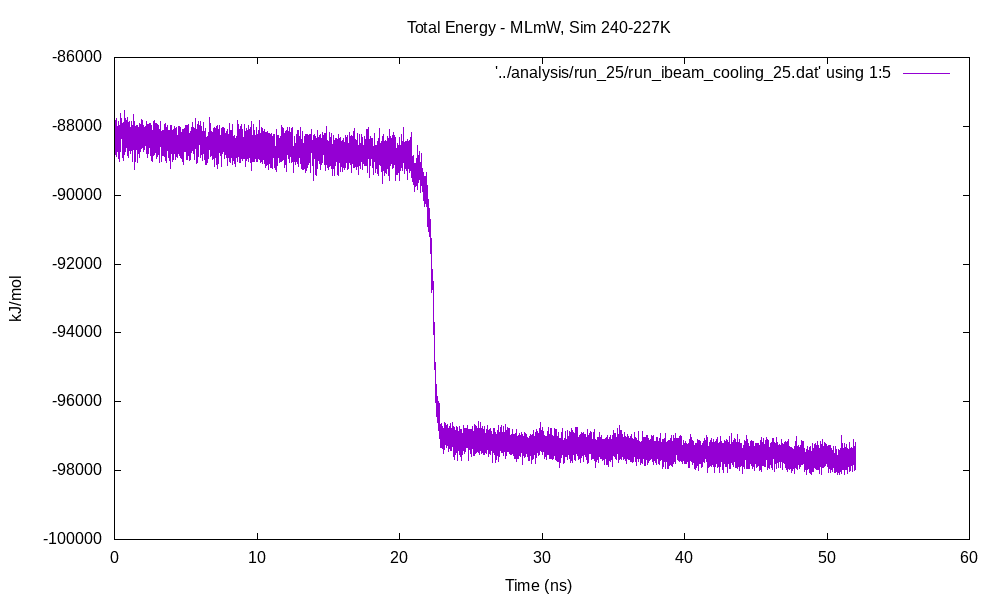 Total Energy - MLmW, Sim 240-227K
'../analysis/run_25/run_ibeam_cooling_25.dat' using 1:5
-86000
-88000
-90000
-92000
-94000
-96000
-98000
-100000
kJ/mol
0 10 20 30 40 50 60
Time (ns)